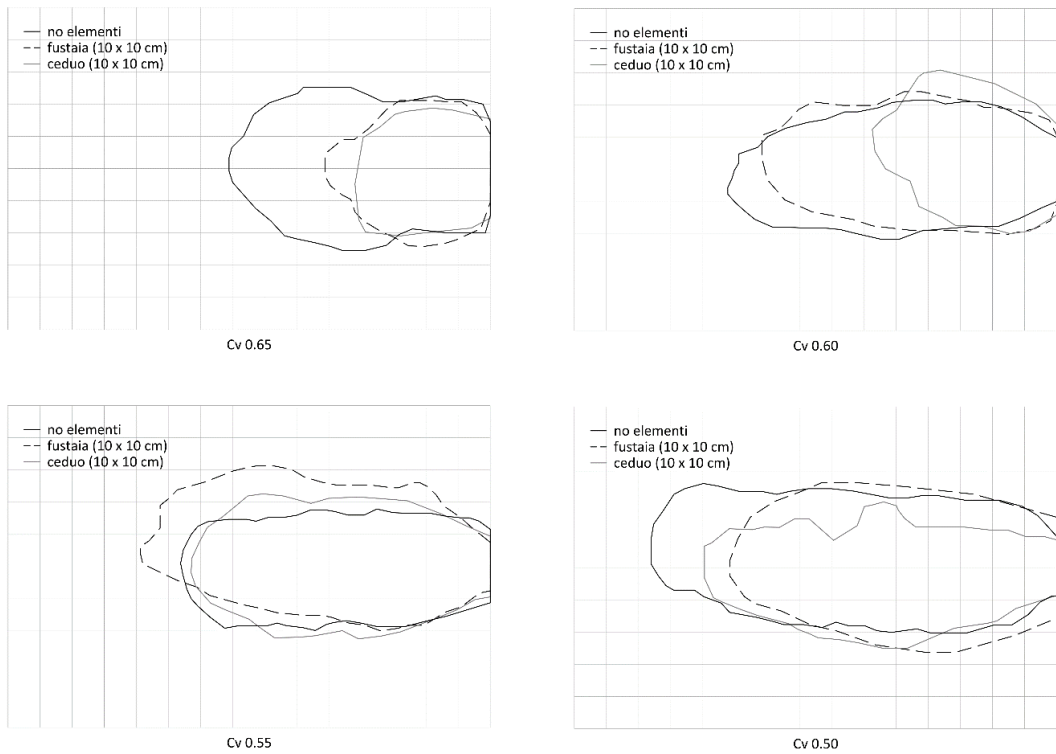 no elementi
fustaia (10 x 10 cm)
ceduo (10 x 10 cm)
Cv 0.65
no elementi
fustaia (10 x 10 cm)
ceduo (10 x 10 cm)
Cv 0.60
no elementi
fustaia (10 x 10 cm)
ceduo (10 x 10 cm)
Cv 0.55
no elementi
fustaia (10 x 10 cm)
ceduo (10 x 10 cm)
Cv 0.50